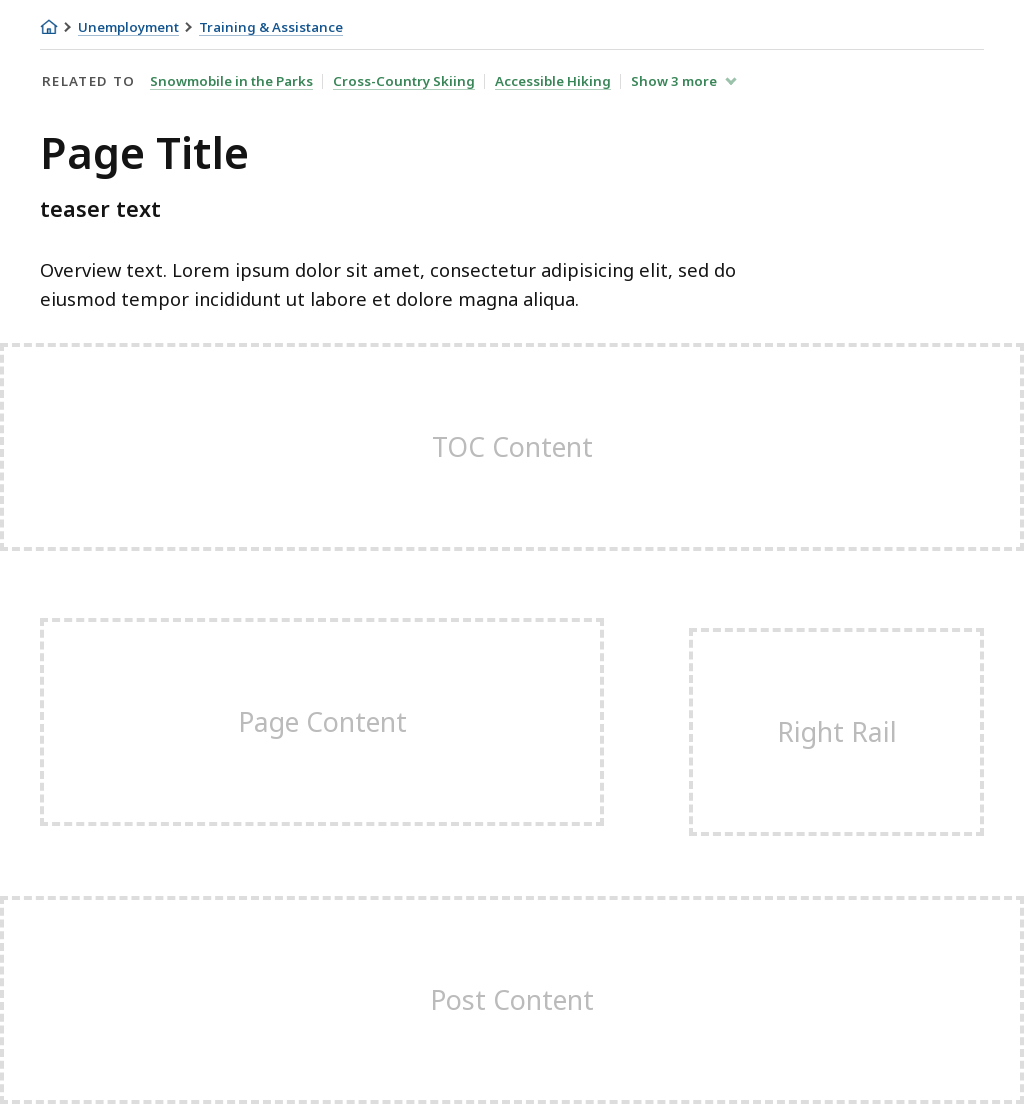 Unemployment Training & Assistance
RELATED TO Snowmobile in the Parks Cross-Country Skiing Accessible Hiking Show 3 more
Page Title
teaser text
Overview text. Lorem ipsum dolor sit amet, consectetur adipisicing elit, sed do
eiusmod tempor incididunt ut labore et dolore magna aliqua.
TOC Content
Page Content
Right Rail
Post Content